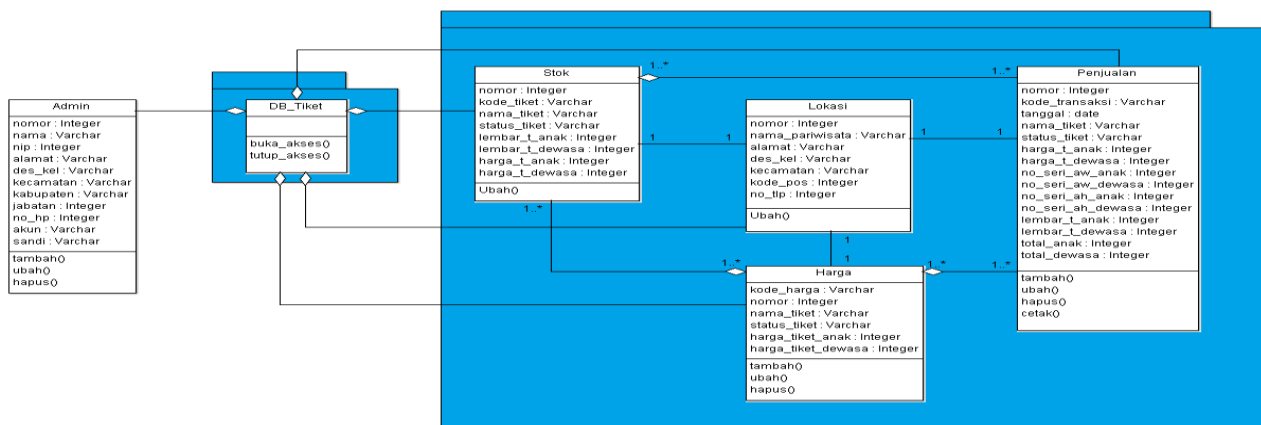 Admin
nomor : Integer
nama : Varchar
nip : Integer
alamat : Varchar
des_kel : Varchar
kecamatan : Varchar
kabupaten : Varchar
jabatan : Integer
no_hp : Integer
akun : Varchar
sandi : Varchar
tambah()
ubah()
hapus()
DB_Tiket
buka_akses()
tutup_akses()
Stok
nomor : Integer
kode_tiket : Varchar
nama_tiket : Varchar
status_tiket : Varchar
lembar_t_anak : Integer
lembar_t_dewasa : Integer
harga_t_anak : Integer
harga_t_dewasa : Integer
Ubah()
1..*
1..*
1
1
1..*
Lokasi
nomor : Integer
nama_pariwisata : Varchar
alamat : Varchar
des_kel : Varchar
kecamatan : Varchar
kode_pos : Integer
no_tlp : Integer
Ubah()
1
1
1
1
1..*
1..*
1..*
Harga
kode_harga : Varchar
nomor : Integer
nama_tiket : Varchar
status_tiket : Varchar
harga_tiket_anak : Integer
harga_tiket_dewasa : Integer
tambah()
ubah()
hapus()
Penjualan
nomor : Integer
kode_transaksi : Varchar
tanggal : date
nama_tiket : Varchar
status_tiket : Varchar
harga_t_anak : Integer
harga_t_dewasa : Integer
no_seri_aw_anak : Integer
no_seri_aw_dewasa : Integer
no_seri_ah_anak : Integer
no_seri_ah_dewasa : Integer
lembar_t_anak : Integer
lembar_t_dewasa : Integer
total_anak : Integer
total_dewasa : Integer
tambah()
ubah()
hapus()
cetak()